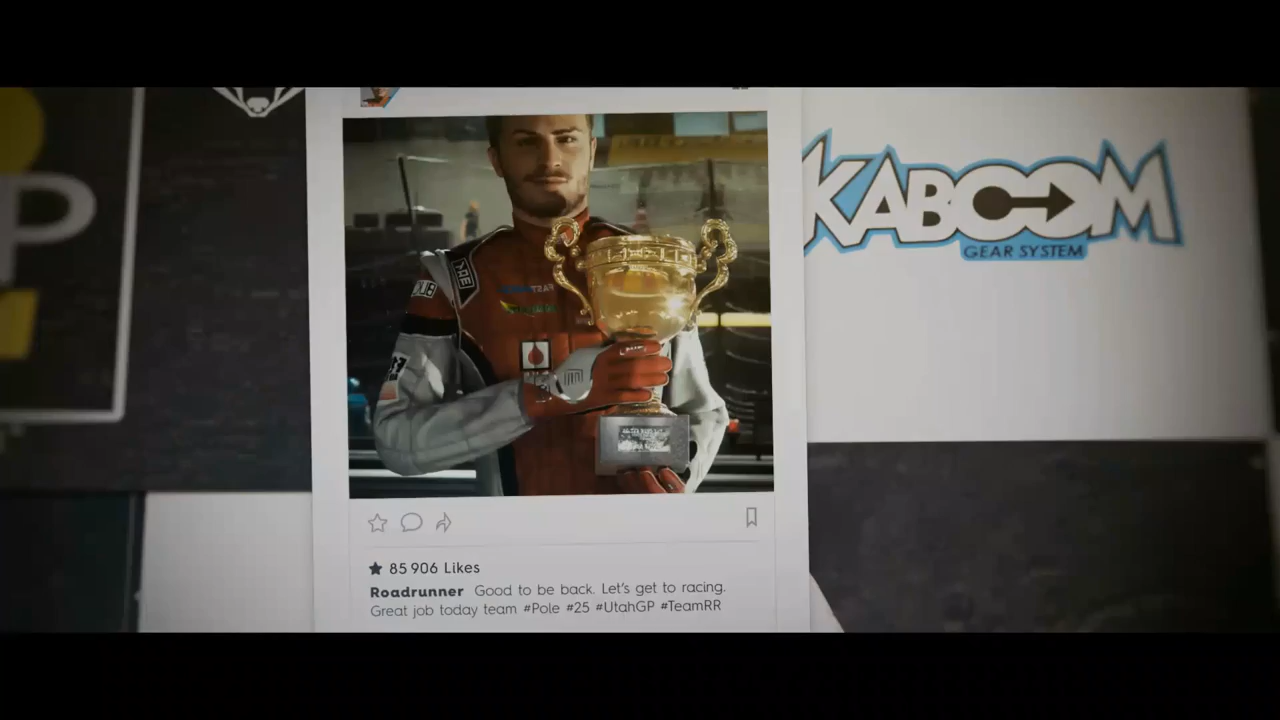 P
KABOOM
GEAR SYSTEM
85 906 Likes
Roadrunner Good to be back. Let's get to racing.
Great job today team #Pole #25 #UtahGP #TeamRR